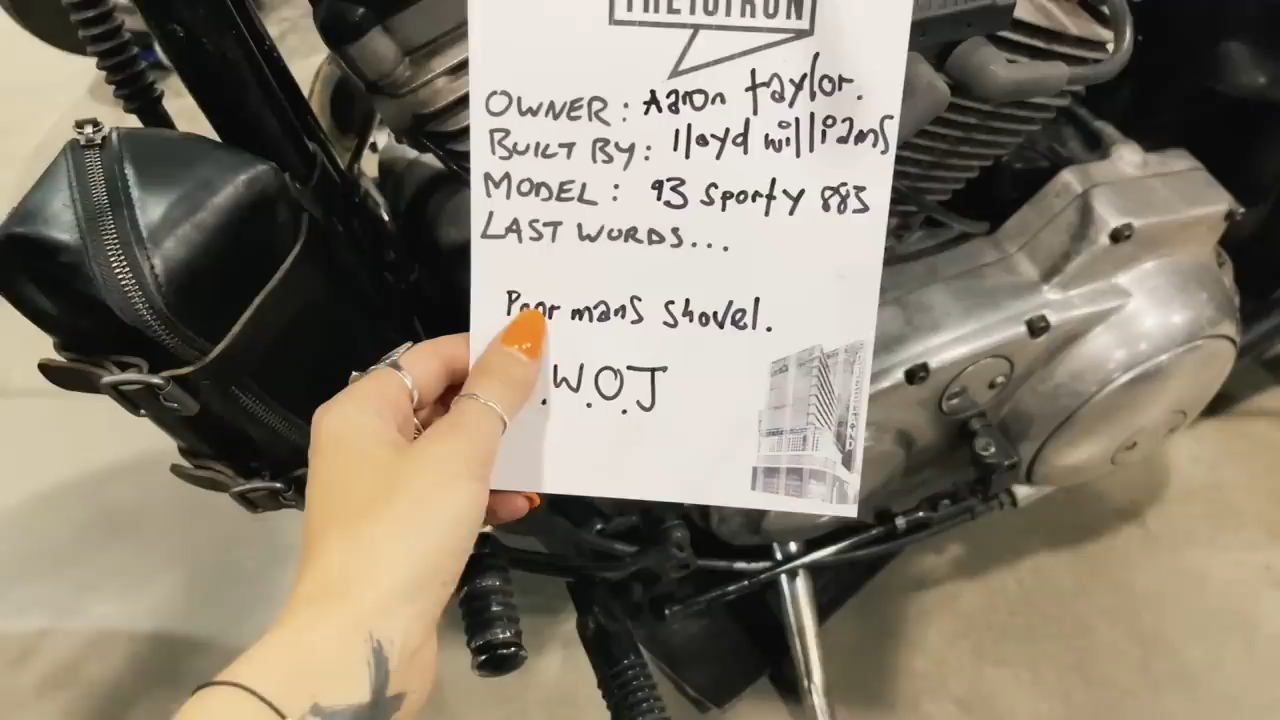 OWNER: Aaron taylor.
BUILT BY: lloyd williams
MODEL: 93 Sporty 883
LAST WORDS...
Poor mans Shovel.
.W.O.J